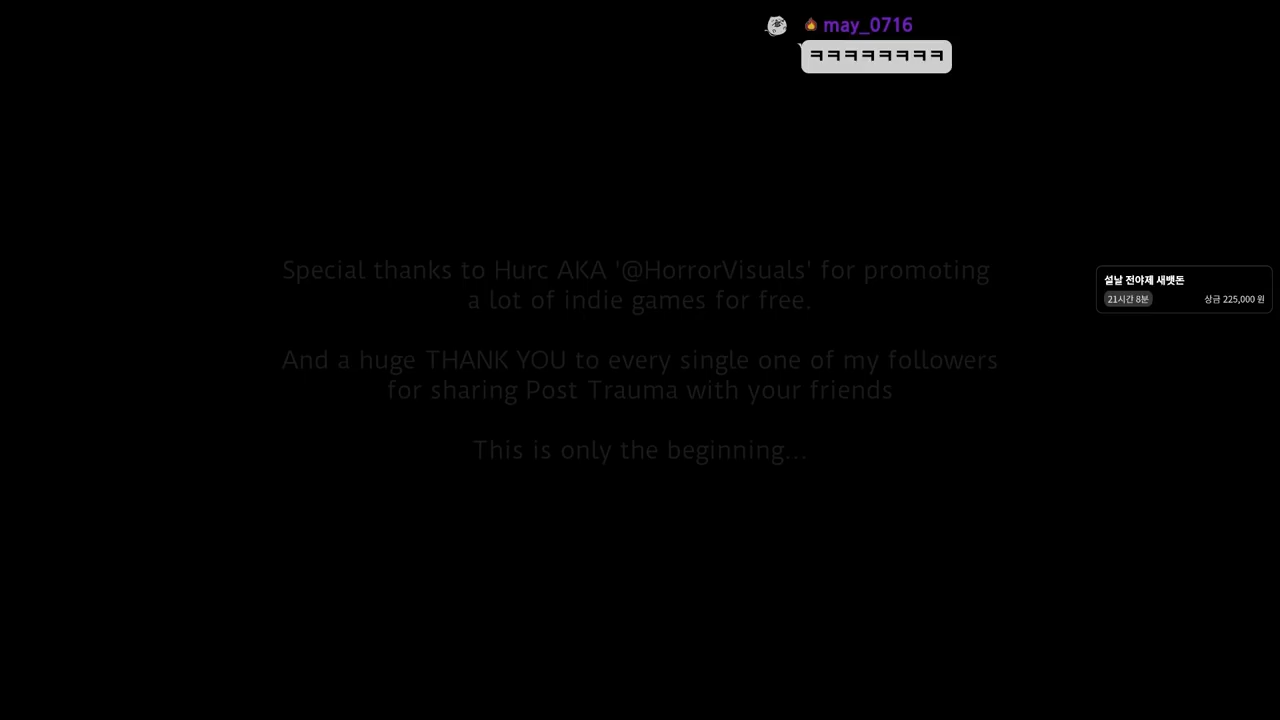 may_0716
ㅋㅋㅋㅋㅋㅋㅋㅋ
Special thanks to Hurc AKA '@HorrorVisuals' for promoting
a lot of indie games for free.
And a huge THANK YOU to every single one of my followers
for sharing Post Trauma with your friends
This is only the beginning...
설날 전야제 새뱃돈
21시간 8분
상금 225,000 원